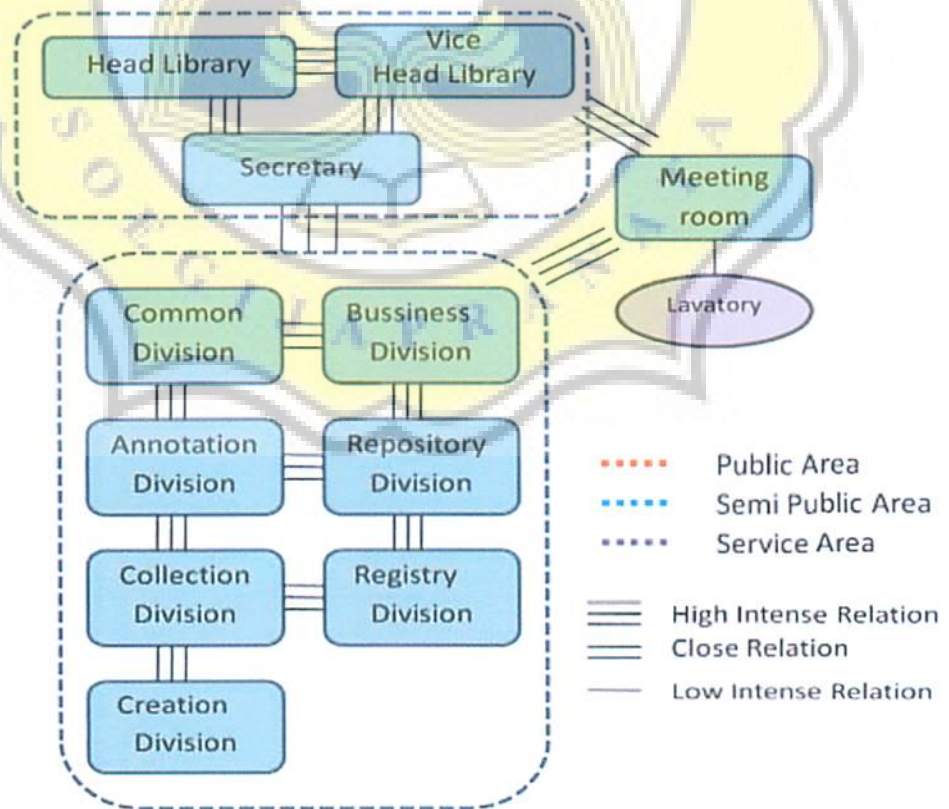 Head Library
Vice
Head Library
Secretary
Meeting
room
Lavatory
Common
Division
Bussiness
Division
Annotation
Division
Repository
Division
Collection
Division
Registry
Division
Creation
Division
Public Area
Semi Public Area
Service Area
High Intense Relation
Close Relation
Low Intense Relation
SOEGIJAPRANATA